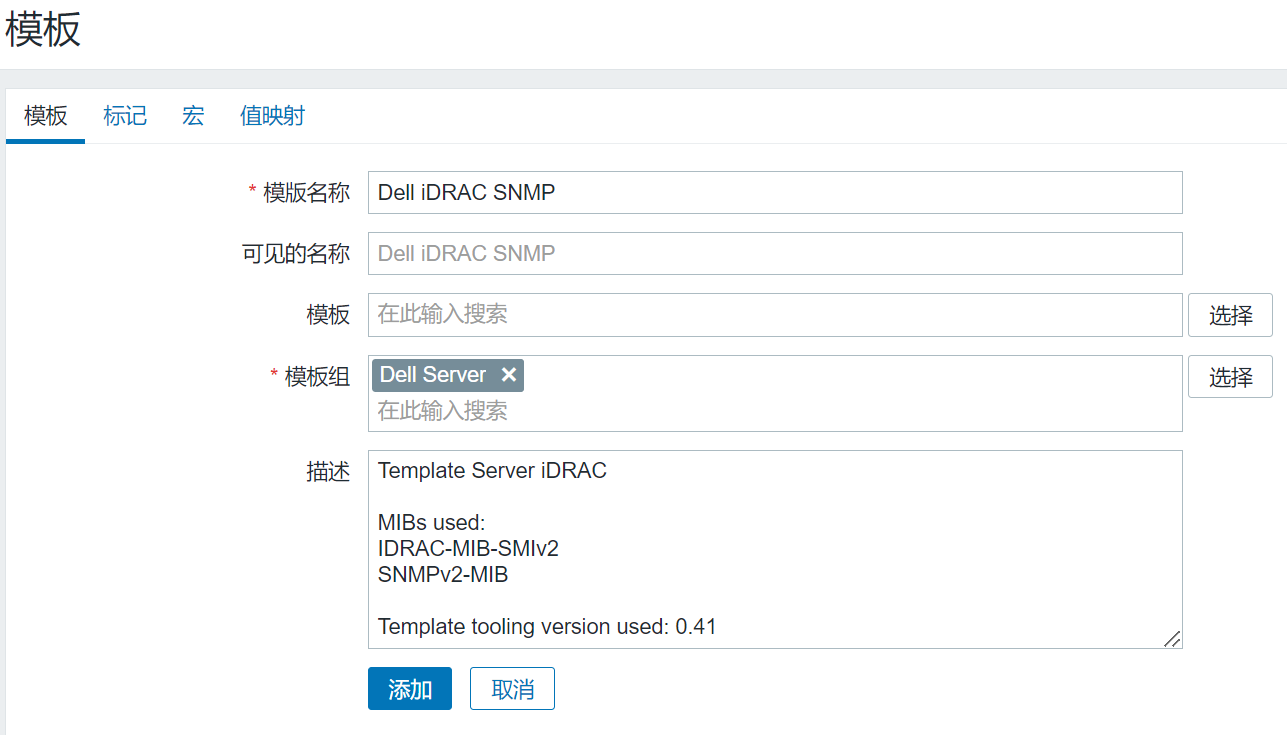 模板
模板 标记 宏 值映射
* 模版名称 Dell iDRAC SNMP
可见的名称 Dell iDRAC SNMP
模板 在此输入搜索 选择
* 模板组 Dell Server ✕ 选择
在此输入搜索
描述 Template Server iDRAC
MIBs used:
IDRAC-MIB-SMIv2
SNMPv2-MIB
Template tooling version used: 0.41
添加 取消